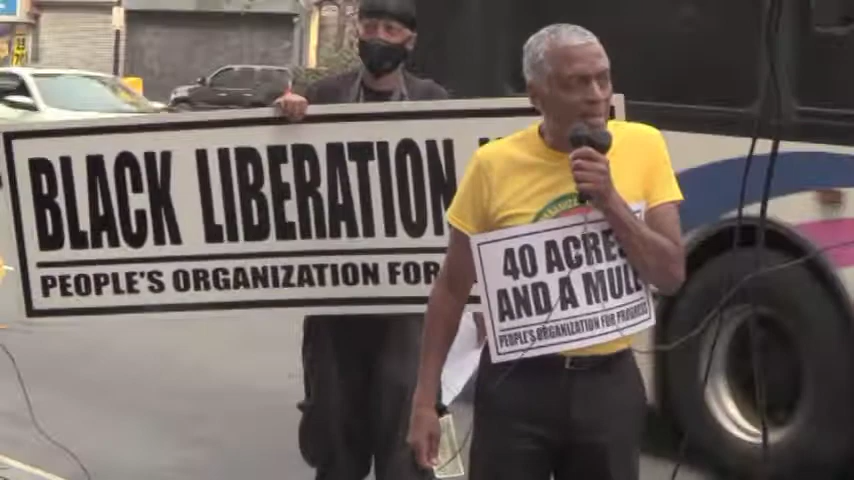 BLACK LIBERATION
PEOPLE'S ORGANIZATION FOR
40 ACRES
AND A MULE
PEOPLE'S ORGANIZATION FOR PROGRESS